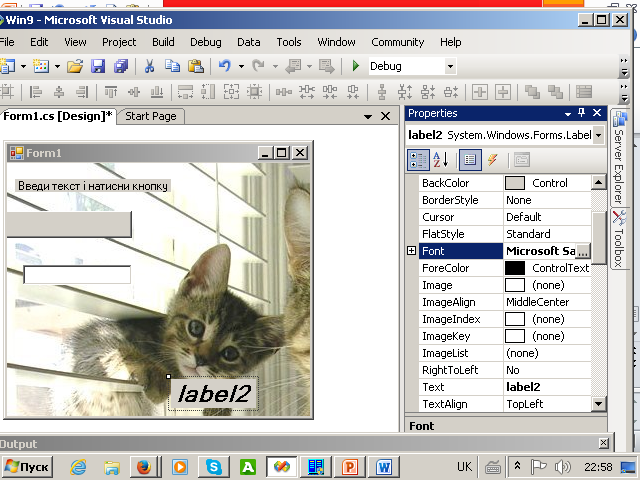 Win9 - Microsoft Visual Studio
File Edit View Project Build Debug Data Tools Window Community Help
Debug
Form1.cs [Design]* Start Page
Properties
label2 System.Windows.Forms.Label
Form1
Введи текст і натисни кнопку
label2
BackColor Control
BorderStyle None
Cursor Default
FlatStyle Standard
Font Microsoft Sa ...
ForeColor ControlText
Image (none)
ImageAlign MiddleCenter
ImageIndex (none)
ImageKey (none)
ImageList (none)
RightToLeft No
Text label2
TextAlign TopLeft
Font
Server Explorer
Toolbox
Output
Пуск UK 22:58